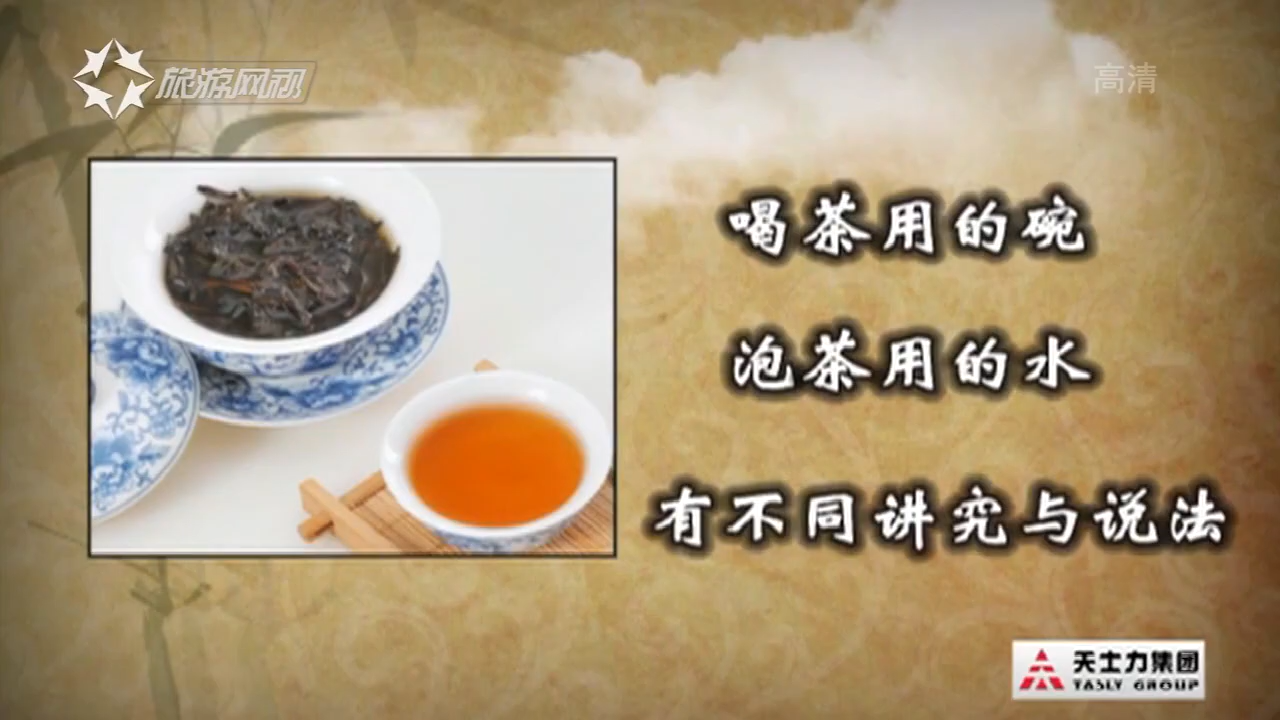 旅游网视
高清
喝茶用的碗
泡茶用的水
有不同讲究与说法
天士力集团
TASLY GROUP